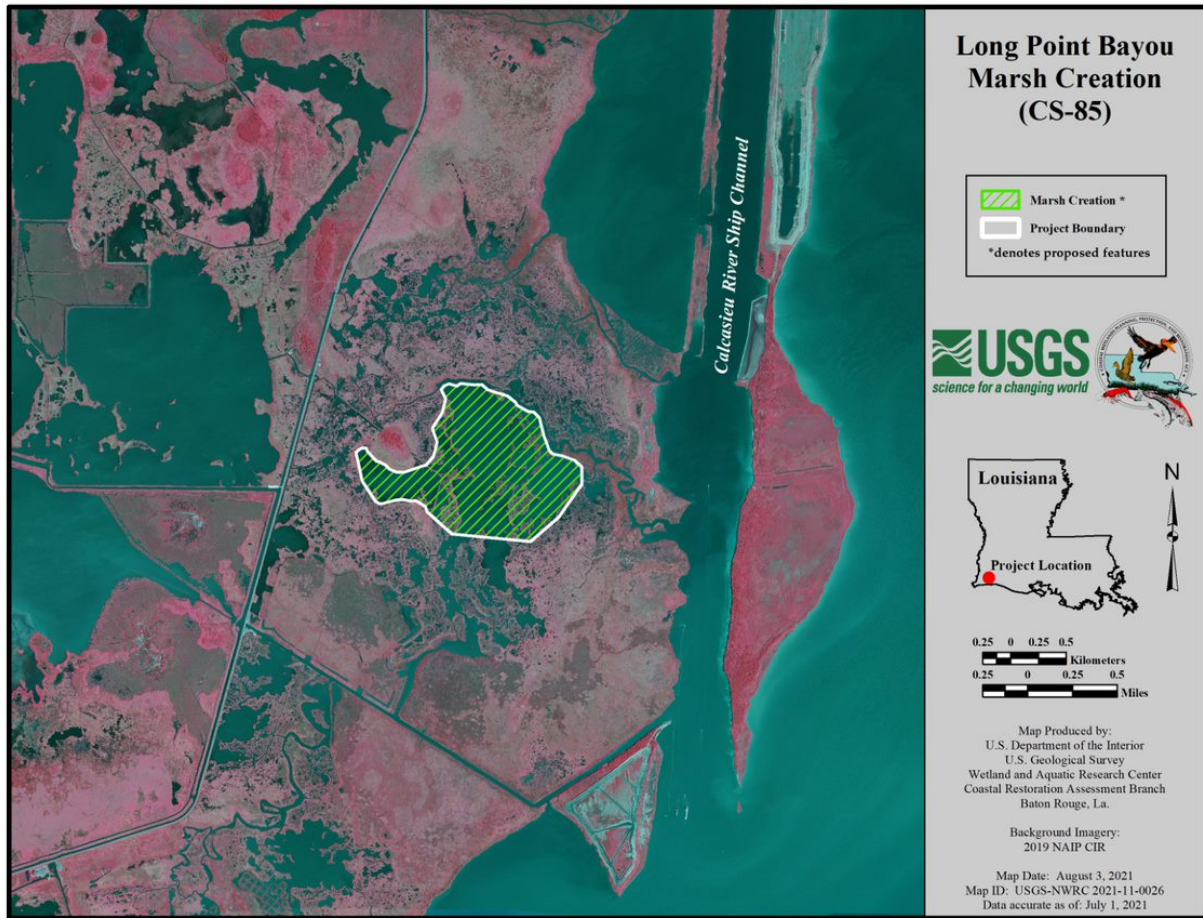 Long Point Bayou
Marsh Creation
(CS-85)
Marsh Creation *
Project Boundary
*denotes proposed features
Calcasieu River Ship Channel
USGS
science for a changing world
N
Louisiana
Project Location
0.25 0 0.25 0.5
Kilometers
0.25 0 0.25 0.5
Miles
Map Produced by:
U.S. Department of the Interior
U.S. Geological Survey
Wetland and Aquatic Research Center
Coastal Restoration Assessment Branch
Baton Rouge, La.
Background Imagery:
2019 NAIP CIR
Map Date: August 3, 2021
Map ID: USGS-NWRC 2021-11-0026
Data accurate as of: July 1, 2021